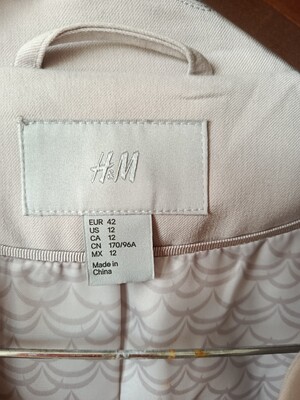 H&M
EUR 42
US 12
CA 12
CN 170/96A
MX 12
Made in
China